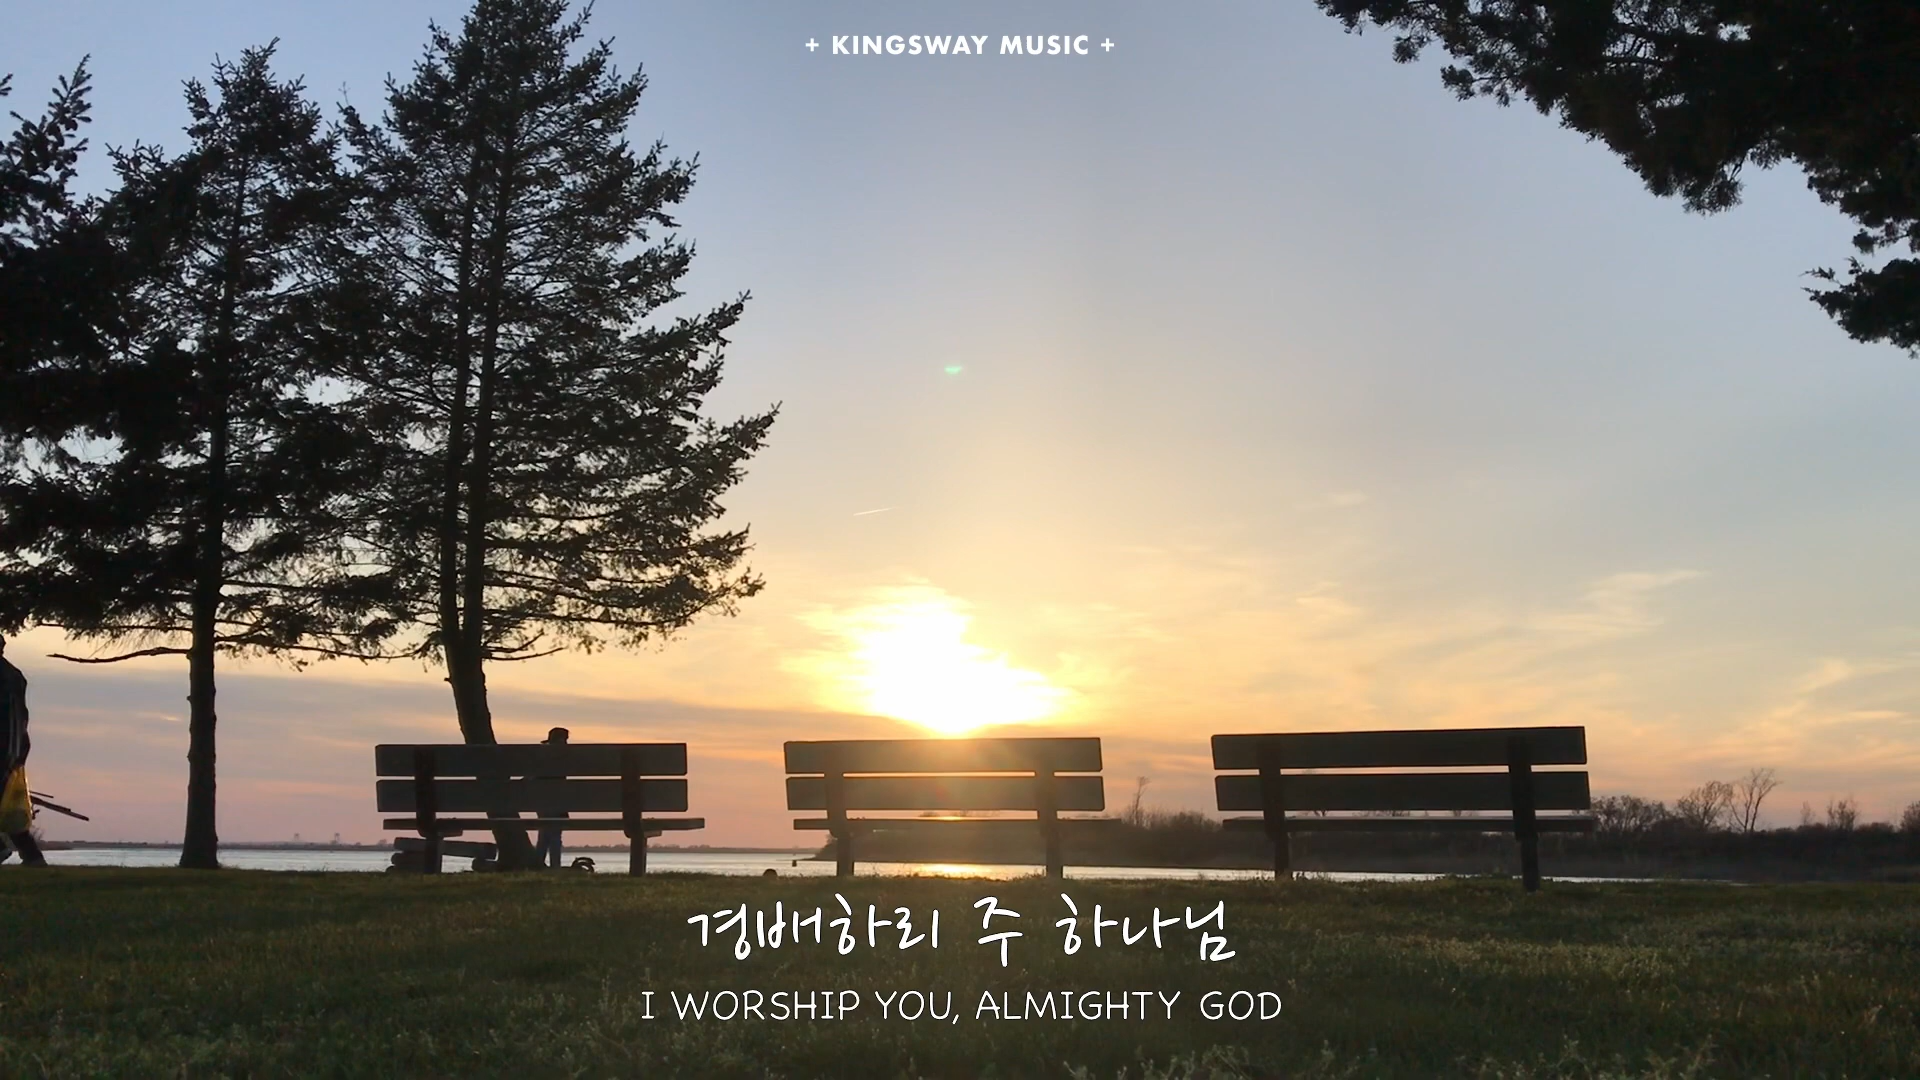 + KINGSWAY MUSIC +
경배하리 주 하나님
I WORSHIP YOU, ALMIGHTY GOD